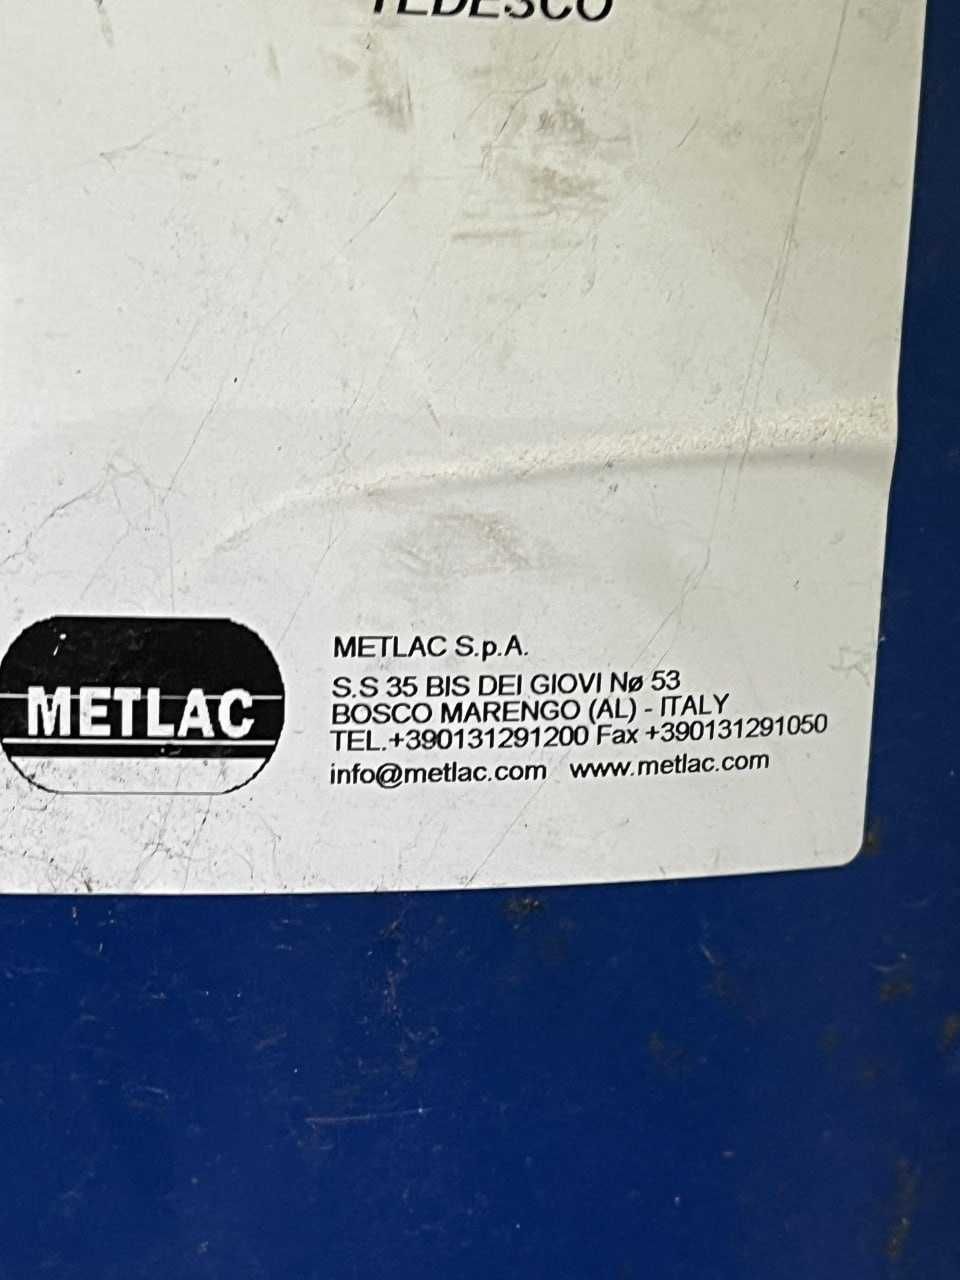 TEDESCO
METLAC
METLAC S.p.A.
S.S 35 BIS DEI GIOVI Nø 53
BOSCO MARENGO (AL) - ITALY
TEL.+390131291200 Fax +390131291050
info@metlac.com www.metlac.com